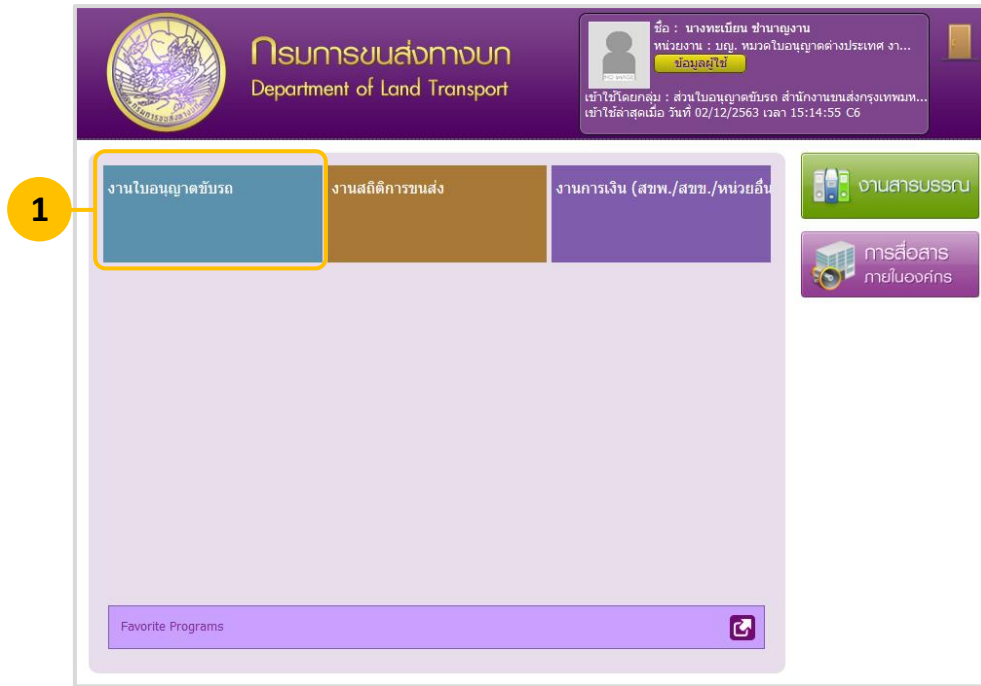 กรมการขนส่งทางบก
Department of Land Transport
ชื่อ : นางทะเบียน ชำนาญงาน
หน่วยงาน : บญ. หมวดใบอนุญาตต่างประเทศ งา...
ข้อมูลผู้ใช้
NO IMAGE
เข้าใช้โดยกลุ่ม : ส่วนใบอนุญาตขับรถ สำนักงานขนส่งกรุงเทพมห...
เข้าใช้ล่าสุดเมื่อ วันที่ 02/12/2563 เวลา 15:14:55 C6
1
งานใบอนุญาตขับรถ
งานสถิติการขนส่ง
งานการเงิน (สขพ./สขข./หน่วยอื่น
งานสารบรรณ
การสื่อสาร
ภายในองค์กร
Favorite Programs